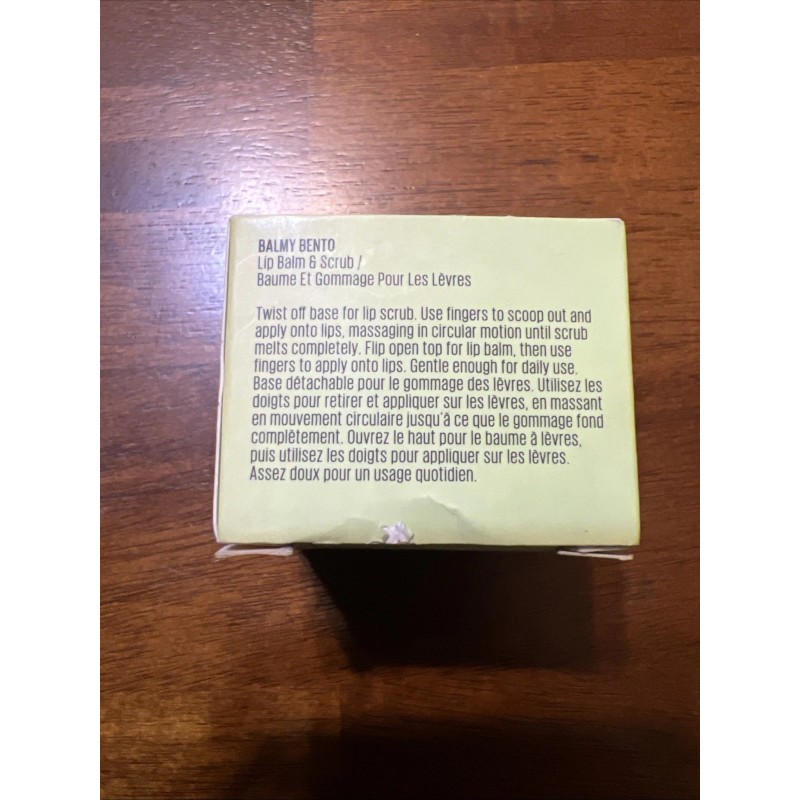 BALMY BENTO
Lip Balm & Scrub /
Baume Et Gommage Pour Les Lèvres
Twist off base for lip scrub. Use fingers to scoop out and
apply onto lips, massaging in circular motion until scrub
melts completely. Flip open top for lip balm, then use
fingers to apply onto lips. Gentle enough for daily use.
Base détachable pour le gommage des lèvres. Utilisez les
doigts pour retirer et appliquer sur les lèvres, en massant
en mouvement circulaire jusqu'à ce que le gommage fond
complètement. Ouvrez le haut pour le baume à lèvres,
puis utilisez les doigts pour appliquer sur les lèvres.
Assez doux pour un usage quotidien.